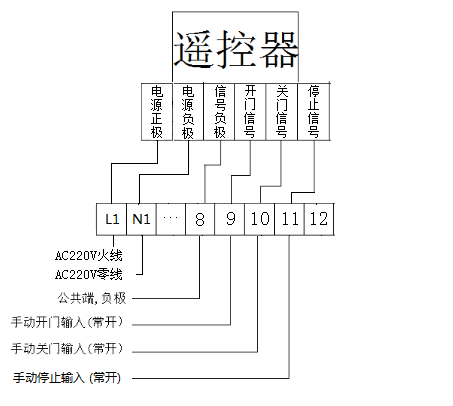 遥控器
电源正极
电源负极
信号负极
开门信号
关门信号
停止信号
L1 N1 ··· 8 9 10 11 12
AC220V火线
AC220V零线
公共端,负极
手动开门输入(常开)
手动关门输入(常开)
手动停止输入 (常开)